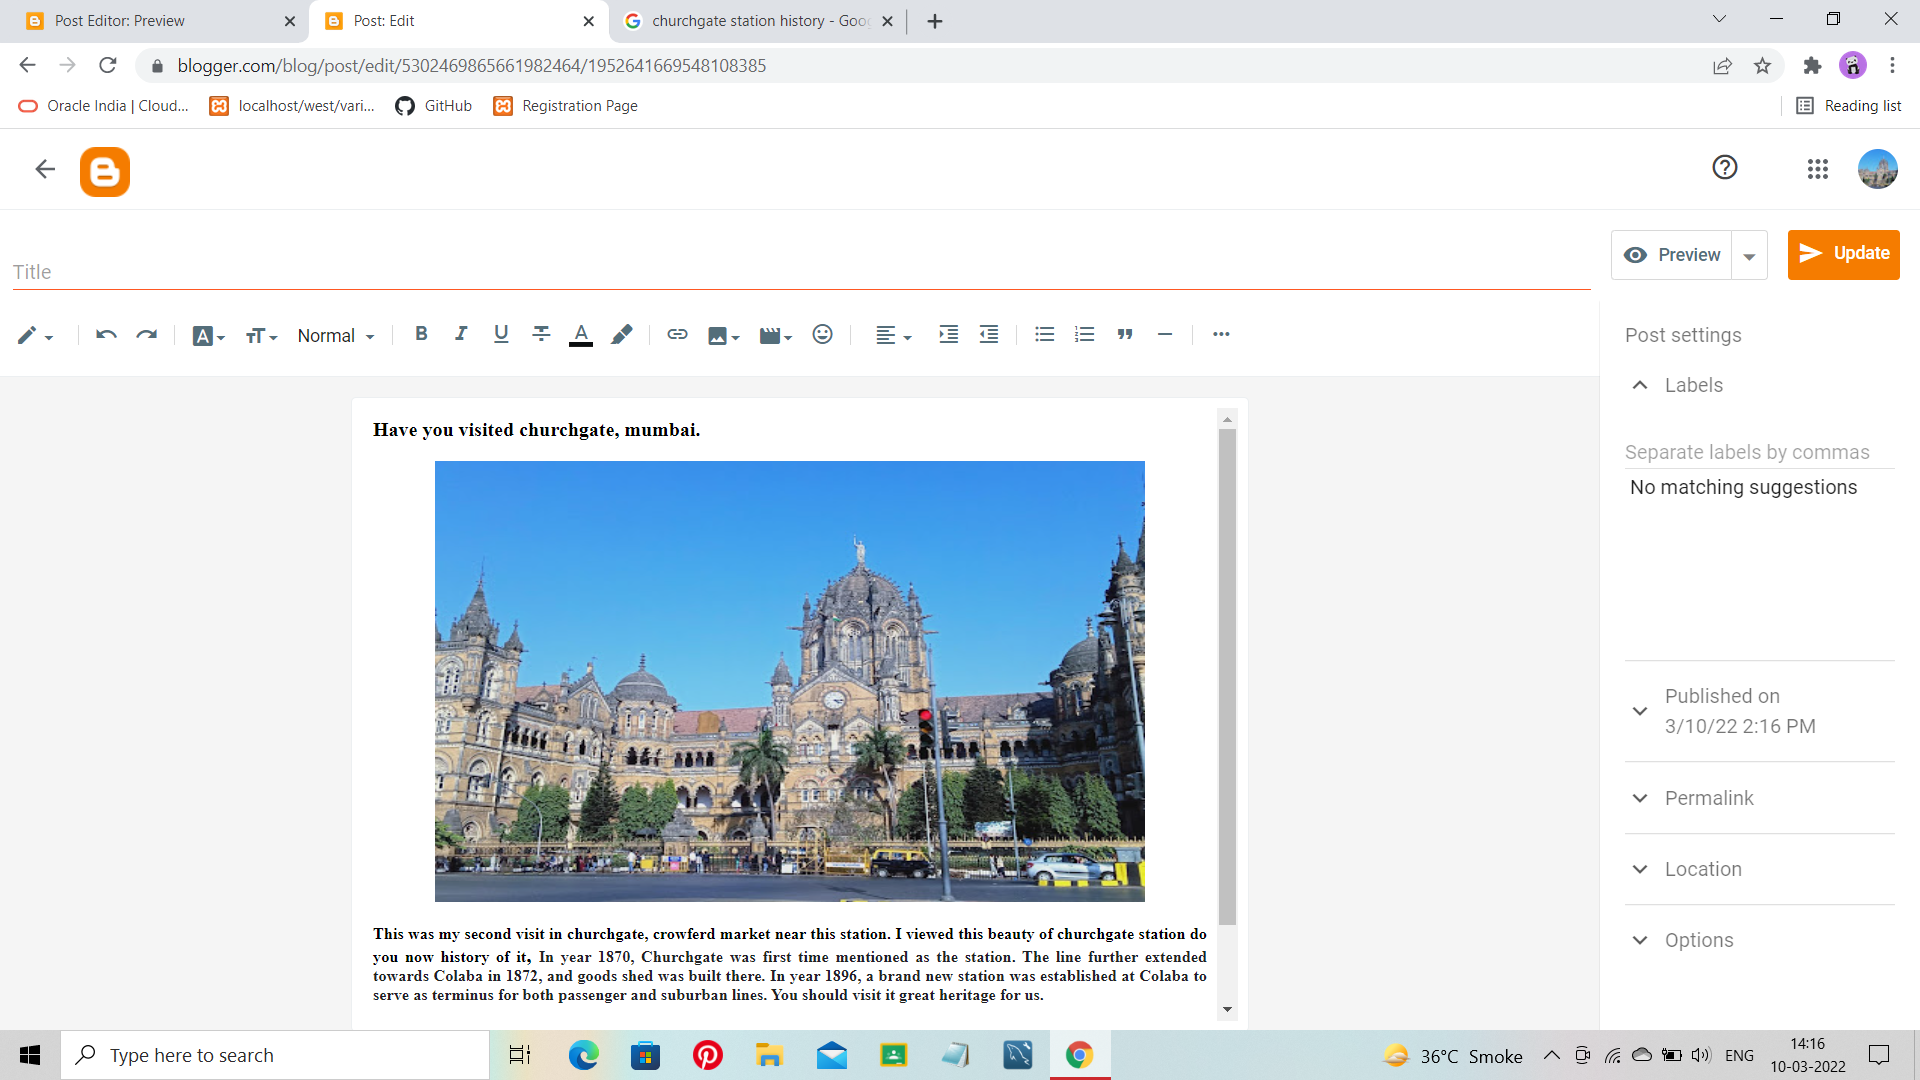 Post Editor: Preview
Post: Edit
churchgate station history - Goo
blogger.com/blog/post/edit/5302469865661982464/1952641669548108385
Oracle India | Cloud...
localhost/west/vari...
GitHub
Registration Page
Reading list
Title
Preview
Update
Normal
Post settings
Labels
Separate labels by commas
No matching suggestions
Published on
3/10/22 2:16 PM
Permalink
Location
Options
Have you visited churchgate, mumbai.
This was my second visit in churchgate, crowferd market near this station. I viewed this beauty of churchgate station do
you now history of it, In year 1870, Churchgate was first time mentioned as the station. The line further extended
towards Colaba in 1872, and goods shed was built there. In year 1896, a brand new station was established at Colaba to
serve as terminus for both passenger and suburban lines. You should visit it great heritage for us.
Type here to search
36°C Smoke
ENG
14:16
10-03-2022